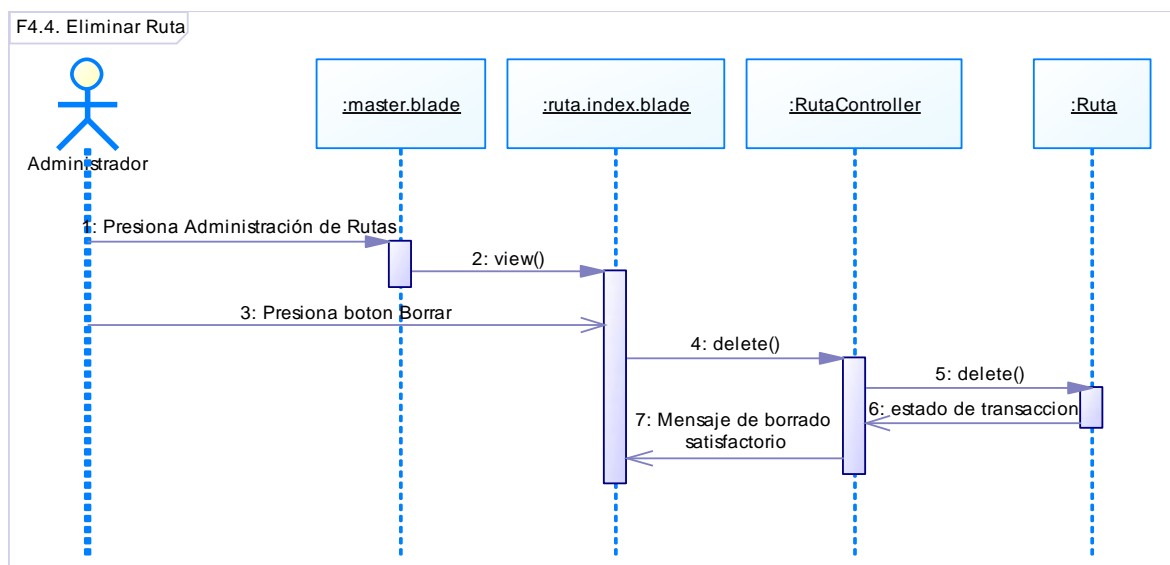 F4.4. Eliminar Ruta
:master.blade
:ruta.index.blade
:RutaController
:Ruta
Administrador
1: Presiona Administración de Rutas
2: view()
3: Presiona boton Borrar
4: delete()
5: delete()
6: estado de transaccion
7: Mensaje de borrado
satisfactorio